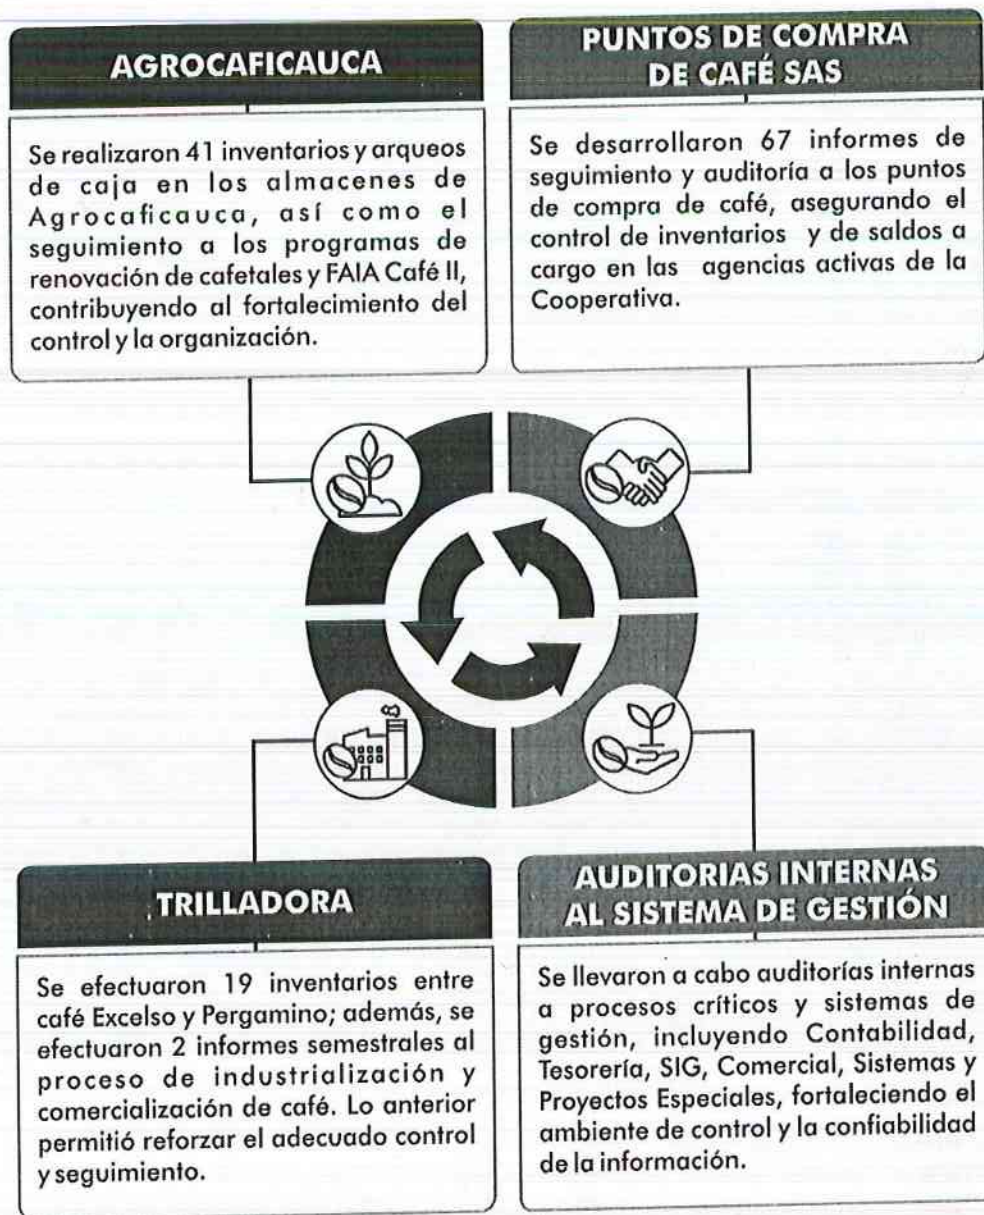 AGROCAFICAUCA
Se realizaron 41 inventarios y arqueos
de caja en los almacenes de
Agrocaficauca, así como el
seguimiento a los programas de
renovación de cafetales y FAIA Café II,
contribuyendo al fortalecimiento del
control y la organización.
PUNTOS DE COMPRA
DE CAFÉ SAS
Se desarrollaron 67 informes de
seguimiento y auditoría a los puntos
de compra de café, asegurando el
control de inventarios y de saldos a
cargo en las agencias activas de la
Cooperativa.
TRILLADORA
Se efectuaron 19 inventarios entre
café Excelso y Pergamino; además, se
efectuaron 2 informes semestrales al
proceso de industrialización y
comercialización de café. Lo anterior
permitió reforzar el adecuado control
y seguimiento.
AUDITORIAS INTERNAS
AL SISTEMA DE GESTIÓN
Se llevaron a cabo auditorías internas
a procesos críticos y sistemas de
gestión, incluyendo Contabilidad,
Tesorería, SIG, Comercial, Sistemas y
Proyectos Especiales, fortaleciendo el
ambiente de control y la confiabilidad
de la información.